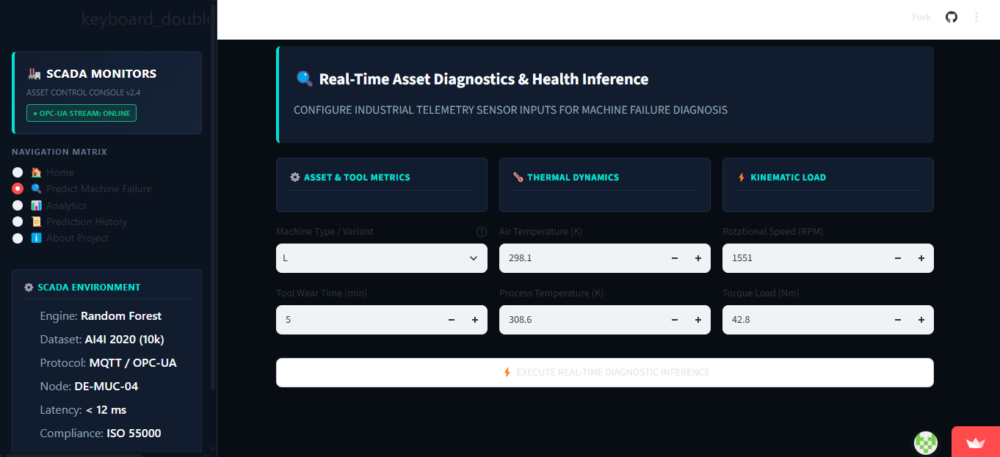 keyboard_double
Fork
SCADA MONITORS
ASSET CONTROL CONSOLE v2.4
• OPC-UA STREAM: ONLINE
NAVIGATION MATRIX
Home
Predict Machine Failure
Analytics
Prediction History
About Project
SCADA ENVIRONMENT
Engine: Random Forest
Dataset: AI4I 2020 (10k)
Protocol: MQTT / OPC-UA
Node: DE-MUC-04
Latency: < 12 ms
Compliance: ISO 55000
Real-Time Asset Diagnostics & Health Inference
CONFIGURE INDUSTRIAL TELEMETRY SENSOR INPUTS FOR MACHINE FAILURE DIAGNOSIS
ASSET & TOOL METRICS
THERMAL DYNAMICS
KINEMATIC LOAD
Machine Type / Variant
Air Temperature (K)
Rotational Speed (RPM)
L
298.1
1551
Tool Wear Time (min)
Process Temperature (K)
Torque Load (Nm)
5
308.6
42.8
EXECUTE REAL-TIME DIAGNOSTIC INFERENCE